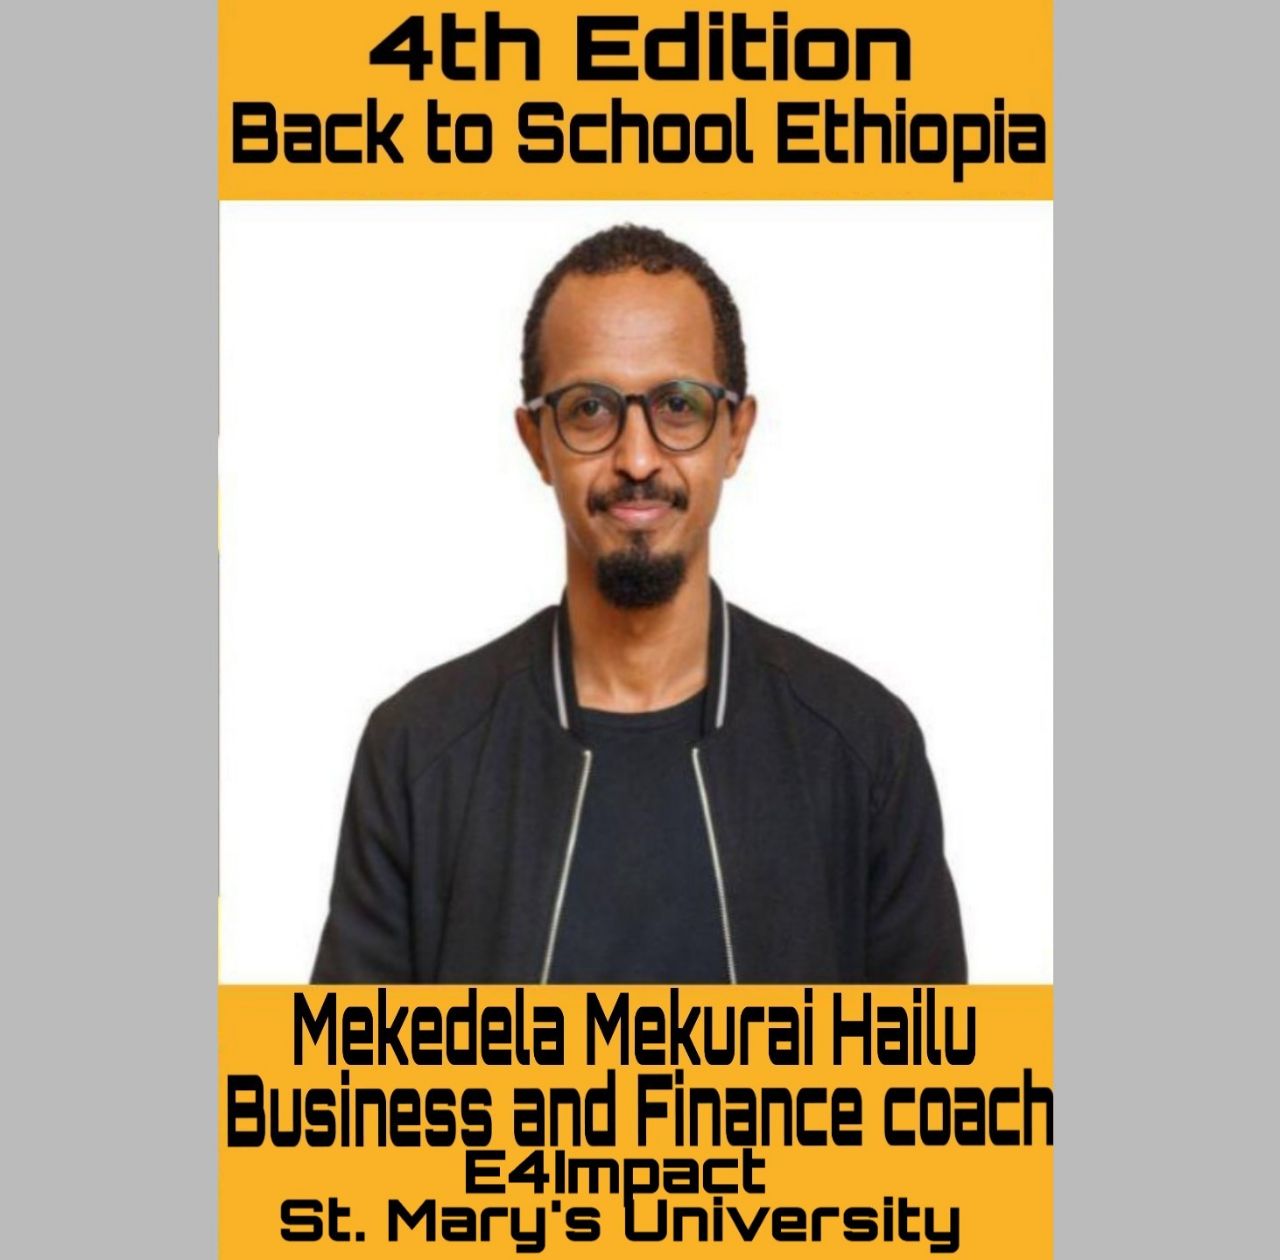 4th Edition
Back to School Ethiopia
Mekedela Mekurai Hailu
Business and Finance coach
E4Impact
St. Mary's University